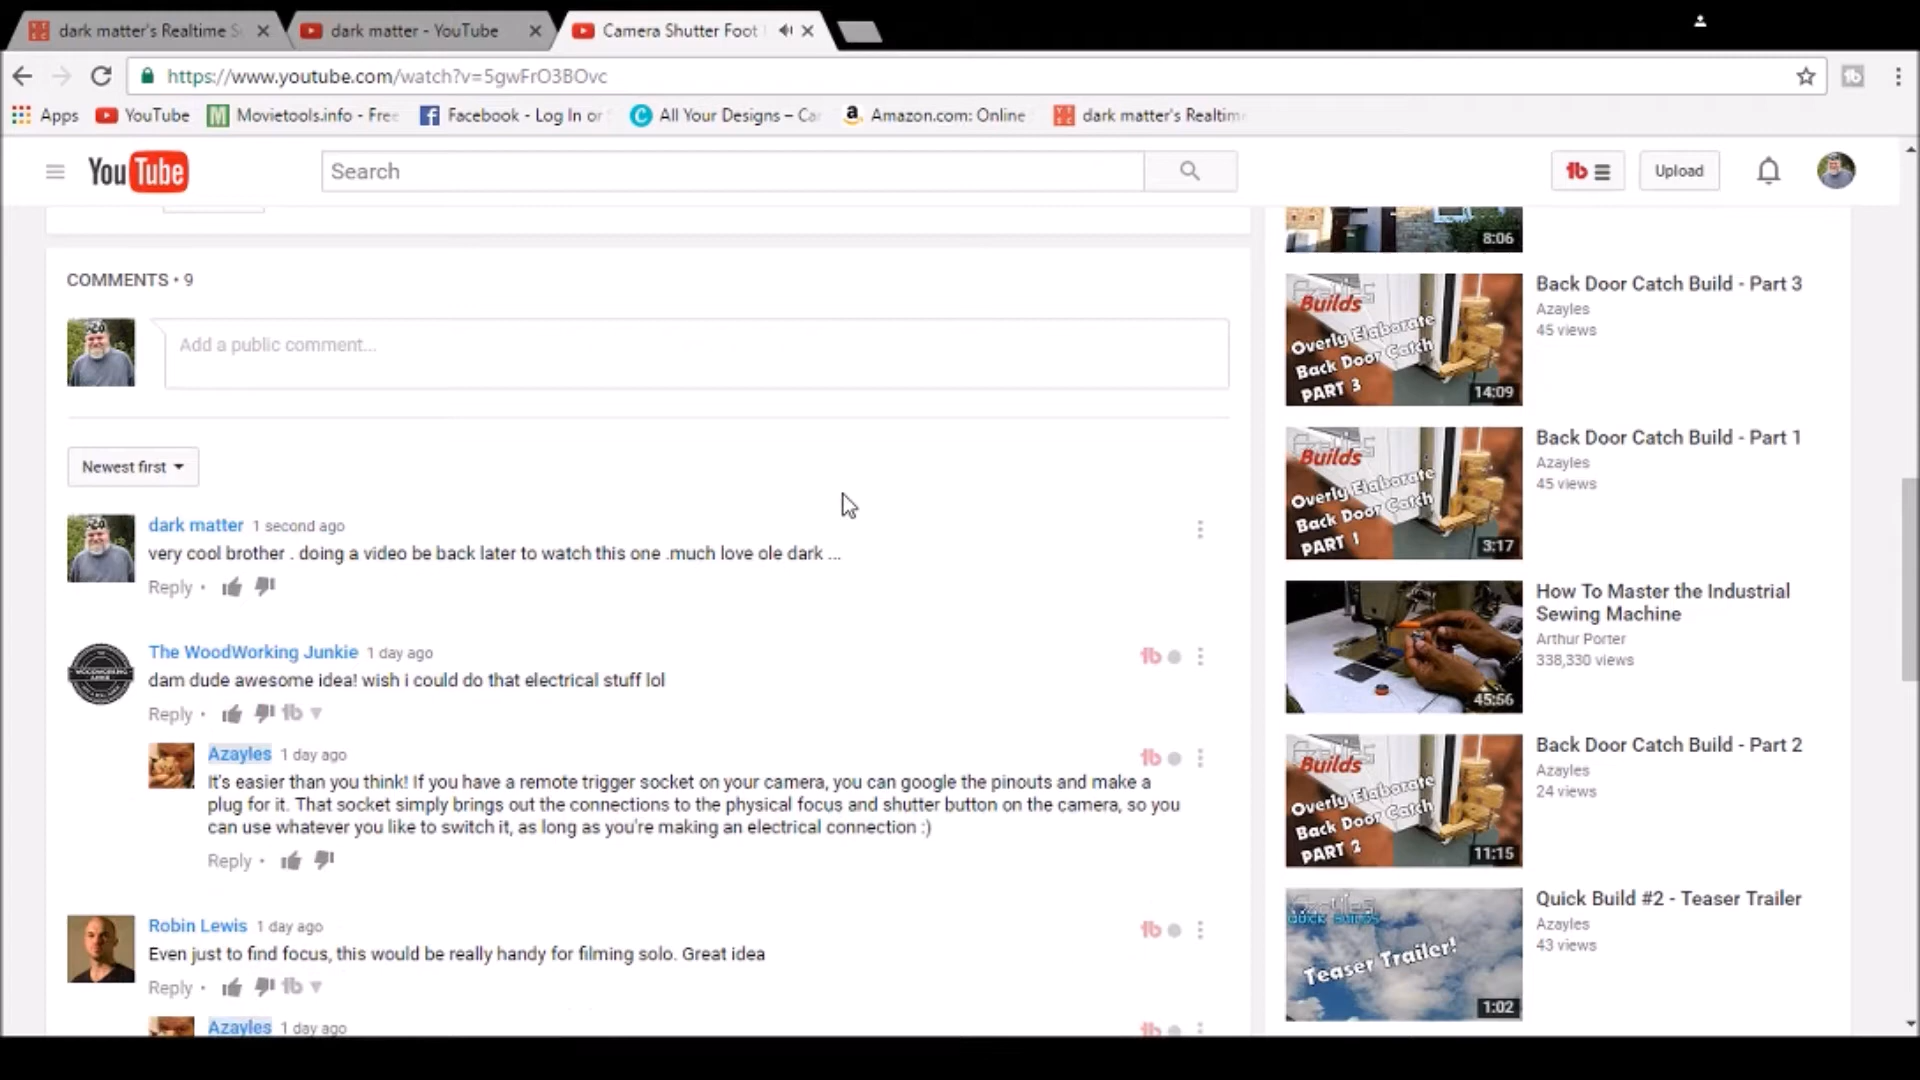 dark matter's Realtime S
dark matter - YouTube
Camera Shutter Foot
https://www.youtube.com/watch?v=5gwFrO3BOvc
Apps
YouTube
Movietools.info - Free
Facebook - Log In or
All Your Designs – Ca
Amazon.com: Online
dark matter's Realtim
YouTube
Search
Upload
COMMENTS • 9
Add a public comment...
Newest first
dark matter 1 second ago
very cool brother . doing a video be back later to watch this one .much love ole dark ...
Reply •
The WoodWorking Junkie 1 day ago
dam dude awesome idea! wish i could do that electrical stuff lol
Reply •
Azayles 1 day ago
It's easier than you think! If you have a remote trigger socket on your camera, you can google the pinouts and make a
plug for it. That socket simply brings out the connections to the physical focus and shutter button on the camera, so you
can use whatever you like to switch it, as long as you're making an electrical connection :)
Reply •
Robin Lewis 1 day ago
Even just to find focus, this would be really handy for filming solo. Great idea
Reply •
Azayles 1 day ago
8:06
Builds
Overly Elaborate
Back Door Catch
PART 3
14:09
Back Door Catch Build - Part 3
Azayles
45 views
Builds
Overly Elaborate
Back Door Catch
PART 1
3:17
Back Door Catch Build - Part 1
Azayles
45 views
45:56
How To Master the Industrial
Sewing Machine
Arthur Porter
338,330 views
Builds
Overly Elaborate
Back Door Catch
PART 2
11:15
Back Door Catch Build - Part 2
Azayles
24 views
Azayles
QUICK BUILDS
Teaser Trailer!
1:02
Quick Build #2 - Teaser Trailer
Azayles
43 views